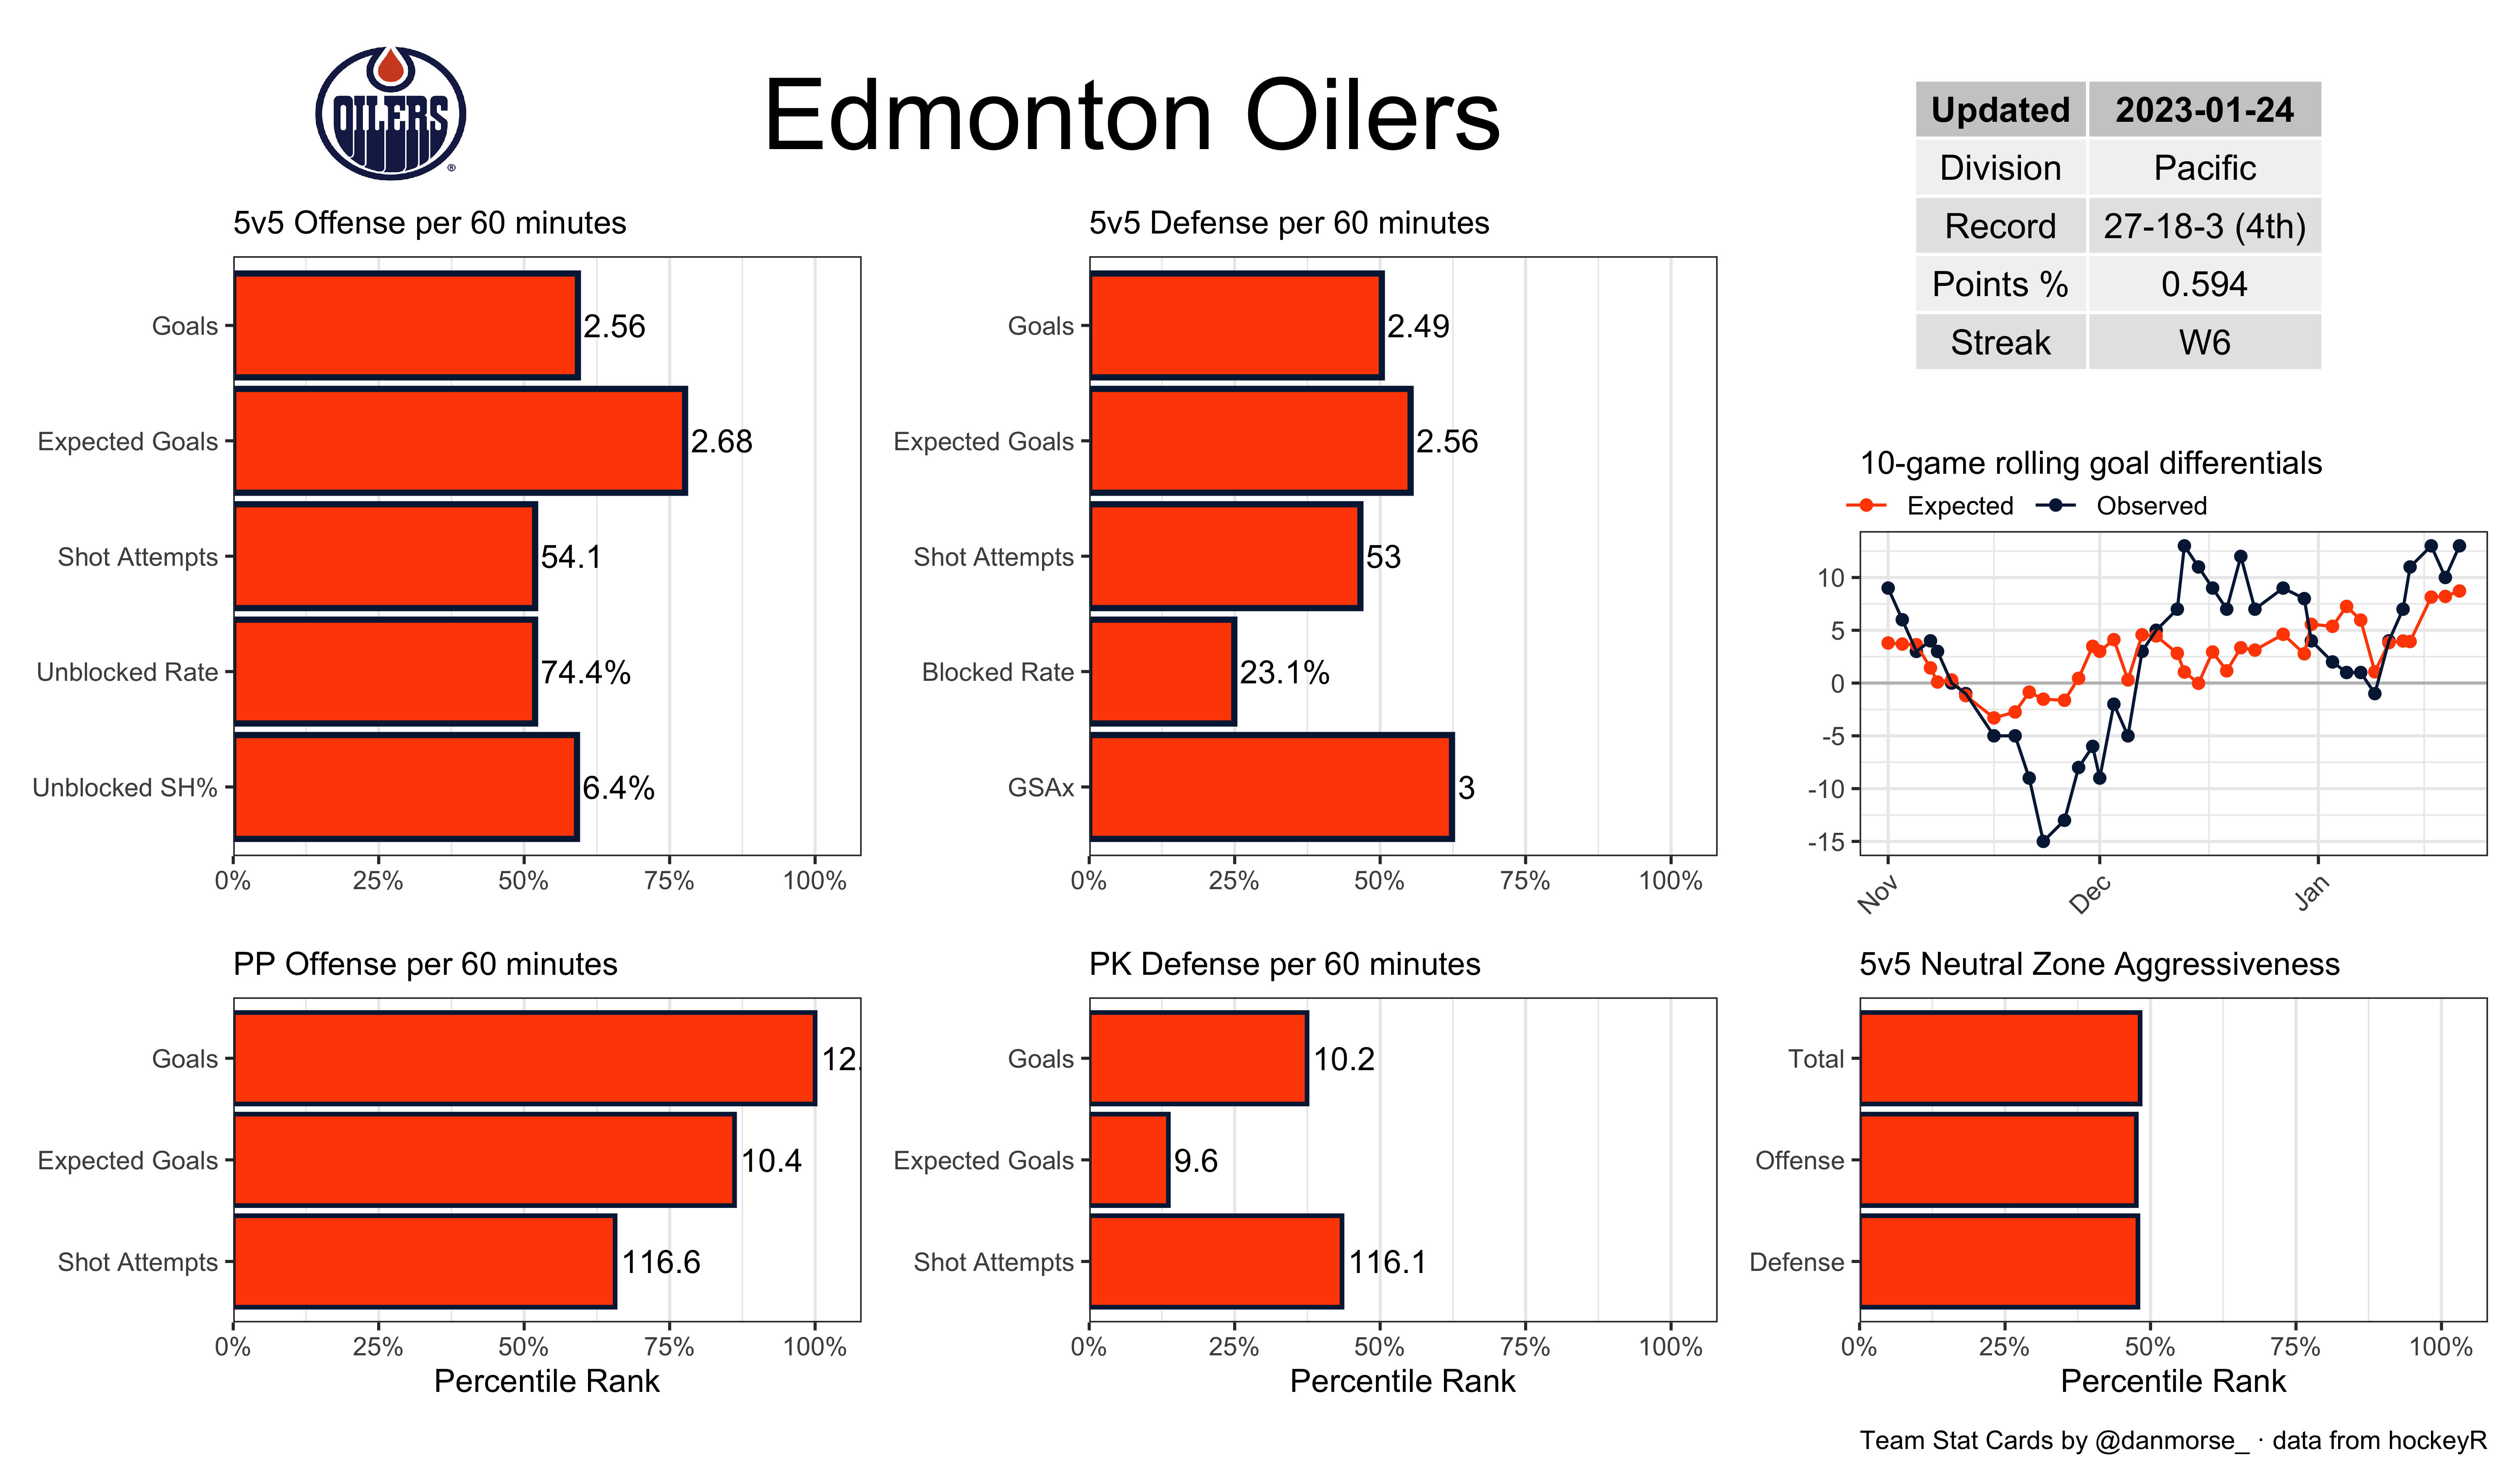 OILERS
®
Edmonton Oilers
Updated 2023-01-24
Division Pacific
Record 27-18-3 (4th)
Points % 0.594
Streak W6
5v5 Offense per 60 minutes
Goals 2.56
Expected Goals 2.68
Shot Attempts 54.1
Unblocked Rate 74.4%
Unblocked SH% 6.4%
0% 25% 50% 75% 100%
5v5 Defense per 60 minutes
Goals 2.49
Expected Goals 2.56
Shot Attempts 53
Blocked Rate 23.1%
GSAx 3
0% 25% 50% 75% 100%
10-game rolling goal differentials
Expected Observed
10
5
0
-5
-10
-15
Nov Dec Jan
PP Offense per 60 minutes
Goals 12.
Expected Goals 10.4
Shot Attempts 116.6
0% 25% 50% 75% 100%
Percentile Rank
PK Defense per 60 minutes
Goals 10.2
Expected Goals 9.6
Shot Attempts 116.1
0% 25% 50% 75% 100%
Percentile Rank
5v5 Neutral Zone Aggressiveness
Total
Offense
Defense
0% 25% 50% 75% 100%
Percentile Rank
Team Stat Cards by @danmorse_ · data from hockeyR